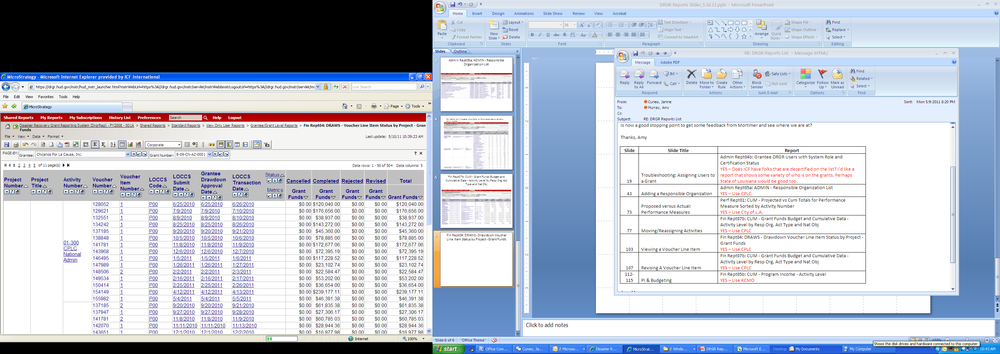 MicroStrategy - Microsoft Internet Explorer provided by ICF International
https://drgr.hud.gov/mstr/hud_mstr_launcher.html?mstrWebUrl=https%3A//drgr.hud.gov/mstr/servlet/mstrWeb&mstrLogoutUrl=https%3A//drgr.hud.gov/mstr/servlet/m
Live Search
File Edit View Favorites Tools Help
MicroStrategy
Page Tools
Shared Reports My Reports My Subscriptions History List Preferences Search Help Logout
Disaster Recovery Grant Reporting System (DrgrRep) - FY2008 - 001A > Shared Reports > Standard Reports > View Only User Reports > Grantee/Grant Level Reports > Fin Rept04: DRAWS - Voucher Line Item Status by Project - Grant
Funds
File View Data Format
Last update: 5/10/11 10:39:23 AM
Corporate
PAGE-BY: Grantee: Chicanos Por La Causa, Inc. Grant Number: B-09-CN-AZ-0001
1 2 3 4 5 of 11 page(s)
Data rows: 1 - 50 of 504 Data columns: 5
Project Number Project Title Activity Number Voucher Number Voucher Item Number LOCCS Code LOCCS Submit Date Grantee Drawdown Approval Date LOCCS Transaction Date Status Cancelled Completed Rejected Revised Total
Metrics Grant Funds Grant Funds Grant Funds Grant Funds Grant Funds
128052 1 P00 6/25/2010 6/25/2010 6/26/2010 $0.00 $120,040.00 $0.00 $0.00 $120,040.00
129621 1 P00 7/9/2010 7/9/2010 7/10/2010 $0.00 $176,656.00 $0.00 $0.00 $176,656.00
132551 1 P00 8/9/2010 8/9/2010 8/10/2010 $0.00 $38,937.00 $0.00 $0.00 $38,937.00
134242 1 P00 8/25/2010 8/25/2010 8/26/2010 $0.00 $143,272.00 $0.00 $0.00 $143,272.00
137185 1 P00 9/20/2010 9/20/2010 9/21/2010 $0.00 $45,360.00 $0.00 $0.00 $45,360.00
138848 1 P00 10/5/2010 10/5/2010 10/6/2010 $0.00 $78,885.00 $0.00 $0.00 $78,885.00
01-300 CPLC National Admin
141781 1 P00 11/8/2010 11/8/2010 11/9/2010 $0.00 $172,677.06 $0.00 $0.00 $172,677.06
143968 1 P00 12/6/2010 12/6/2010 12/7/2010 $0.00 $72,395.19 $0.00 $0.00 $72,395.19
146495 1 P00 1/5/2011 1/5/2011 1/6/2011 $0.00 $117,228.52 $0.00 $0.00 $117,228.52
147989 1 P00 1/26/2011 1/26/2011 1/27/2011 $0.00 $23,102.74 $0.00 $0.00 $23,102.74
148506 2 P00 2/2/2011 2/2/2011 2/3/2011 $0.00 $22,584.47 $0.00 $0.00 $22,584.47
149534 1 P00 2/16/2011 2/16/2011 2/17/2011 $0.00 $53,202.00 $0.00 $0.00 $53,202.00
150414 1 P00 2/25/2011 2/25/2011 2/26/2011 $0.00 $36,654.00 $0.00 $0.00 $36,654.00
154149 1 P00 4/12/2011 4/12/2011 4/13/2011 $0.00 $239,177.11 $0.00 $0.00 $239,177.11
155982 1 P00 5/4/2011 5/4/2011 5/5/2011 $0.00 $46,391.38 $0.00 $0.00 $46,391.38
137185 2 P00 9/20/2010 9/20/2010 9/21/2010 $0.00 $61,835.38 $0.00 $0.00 $61,835.38
137947 1 P00 9/27/2010 9/27/2010 9/28/2010 $0.00 $27,306.17 $0.00 $0.00 $27,306.17
141781 2 P00 11/8/2010 11/8/2010 11/9/2010 $0.00 $60,785.03 $0.00 $0.00 $60,785.03
142070 1 P00 11/11/2010 11/11/2010 11/13/2010 $0.00 $28,944.36 $0.00 $0.00 $28,944.36
143651 1 P00 12/1/2010 12/1/2010 12/2/2010 $0.00 $16,977.98 $0.00 $0.00 $16,977.98
Internet 100%
DRGR Reports Slides_5.10.11.pptx - Microsoft PowerPoint
Home Insert Design Animations Slide Show Review View Acrobat
Paste Cut Copy Format Painter
Clipboard
New Slide Layout Reset Delete
Slides
36
B I U abc S AV Aa A
Font
Text Direction Align Text Convert to SmartArt
Paragraph
Arrange Quick Styles Shape Fill Shape Outline Shape Effects
Drawing
Find Replace Select
Editing
Slides Outline
3
Admin Rept05a: ADMIN - Responsible
Organization List
4
Perf Rept01: CUM - Projected vs Cum Totals for Performance Measure Sorted by
Activity Number
5
Fin Rept07b: CUM - Grant Funds Budget and
Cumulative Data - Activity Level by Resp Org, Act
Type and Nat Obj
6
Fin Rept04: DRAWS - Drawdown Voucher
Line Item Status by Project - Grant Funds
RE: DRGR Reports List - Message (HTML)
Message Adobe PDF
Reply Reply to All Forward IM Call
Respond
Delete Move to Folder Create Rule Other Actions
Actions
Block Sender Safe Lists Not Junk
Junk E-mail
Categorize Follow Up Mark as Unread
Options
Find Related Select
Find
From: Cuneo, Janine
Sent: Mon 5/9/2011 8:20 PM
To: Murray, Amy
Cc:
Subject: RE: DRGR Reports List
Is now a good stopping point to get some feedback from Mortimer and see where we are at?
Thanks, Amy
Slide Slide Title Report
19 Troubleshooting: Assigning Users to a Grant
Admin Rept04b: Grantee DRGR Users with System Role and
Certification Status
YES – Does ICF have folks that are decertified on the list? I'd like a
report that shows some variety of who is on the grants. Perhaps
State of Louisiana would be good too.
43 Adding a Responsible Organization
Admin Rept05a: ADMIN - Responsible Organization List
YES – Use CPLC.
73 Proposed versus Actual: Performance Measures
Perf Rept01: CUM - Projected vs Cum Totals for Performance
Measure Sorted by Activity Number
YES – Use City of L.A.
77 Moving/Reassigning Activities
Fin Rept07b: CUM - Grant Funds Budget and Cumulative Data -
Activity Level by Resp Org, Act Type and Nat Obj
YES – Use CPLC
103 Viewing a Voucher Line Item
Fin Rept04: DRAWS - Drawdown Voucher Line Item Status by Project -
Grant Funds
YES – Use CPLC
107 Revising A Voucher Line Item
Fin Rept07b: CUM - Grant Funds Budget and Cumulative Data -
Activity Level by Resp Org, Act Type and Nat Obj
YES – Use CPLC
112-115 PI & Budgeting
Fin Rept05b: CUM - Program Income - Activity Level
YES – Use KCMO
Click to add notes
Slide 6 of 6 "Office Theme" 103%
Shows the disk drives and hardware connected to this computer.
start Office Com... Cuneo, Ja... 2 Microso... Disaster R... MicroStrat... 2 Windo... DRGR Rep... Microsoft E... Desktop My Documents My Computer 10:43 AM